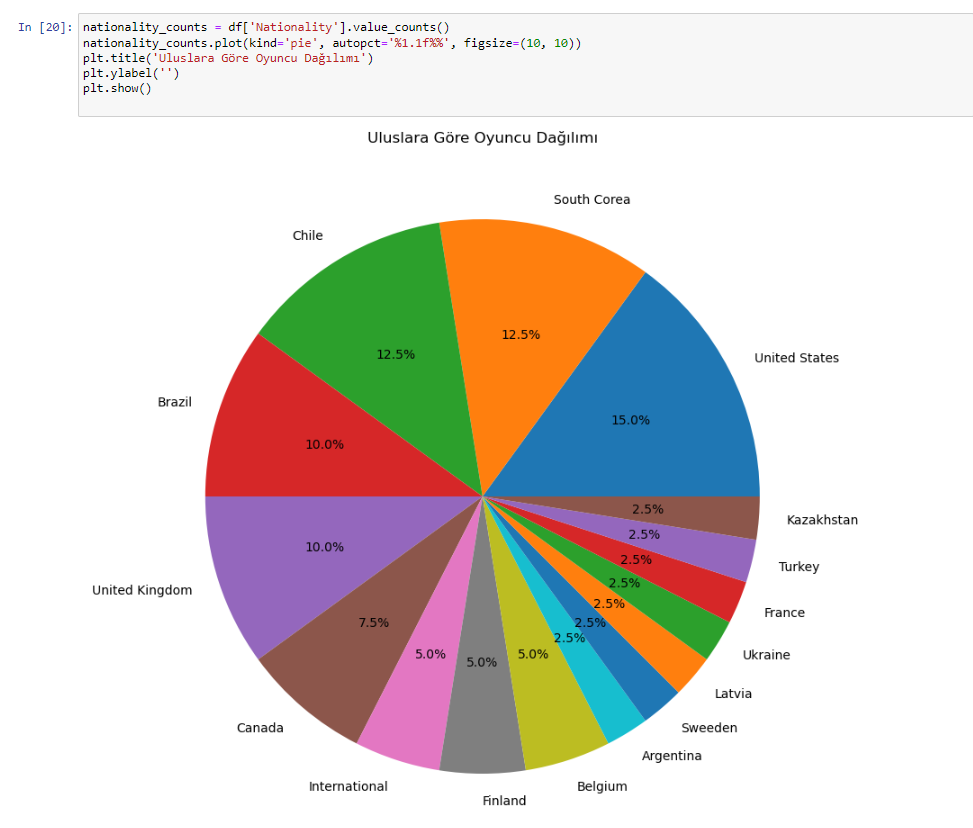 In [20]: nationality_counts = df['Nationality'].value_counts()
nationality_counts.plot(kind='pie', autopct='%1.1f%%', figsize=(10, 10))
plt.title('Uluslara Göre Oyuncu Dağılımı')
plt.ylabel('')
plt.show()
Uluslara Göre Oyuncu Dağılımı
South Corea
Chile
12.5%
12.5%
United States
Brazil
15.0%
10.0%
2.5%
Kazakhstan
2.5%
10.0%
2.5%
Turkey
United Kingdom
2.5%
2.5%
France
7.5%
2.5%
2.5%
5.0%
5.0%
5.0%
Ukraine
Latvia
Canada
Sweeden
Argentina
International
Belgium
Finland